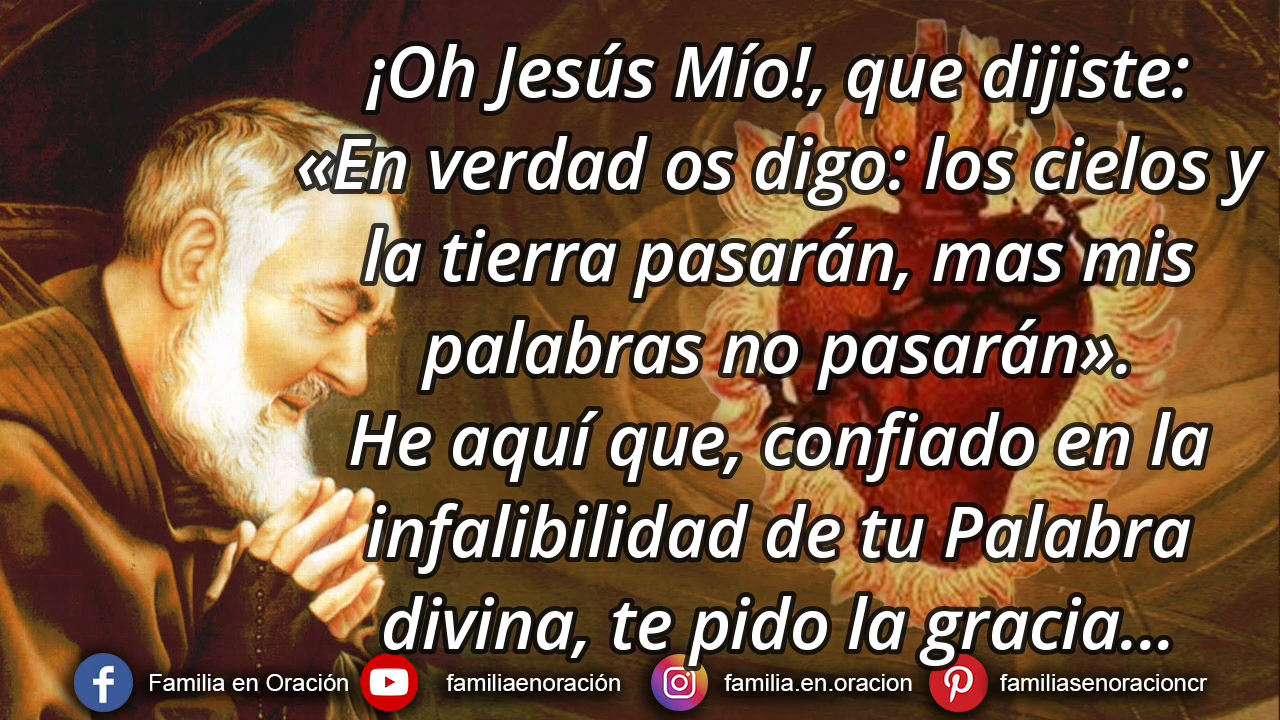 ¡Oh Jesús Mío!, que dijiste:
«En verdad os digo: los cielos y
la tierra pasarán, mas mis
palabras no pasarán».
He aquí que, confiado en la
infalibilidad de tu Palabra
divina, te pido la gracia...
Familia en Oración familiaenoración familia.en.oracion familiasenoracioncr